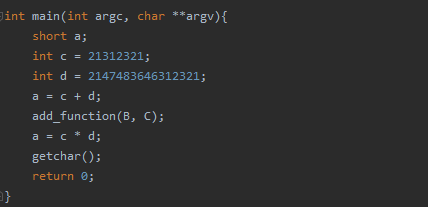 int main(int argc, char **argv){
short a;
int c = 21312321;
int d = 2147483646312321;
a = c + d;
add_function(B, C);
a = c * d;
getchar();
return 0;
}